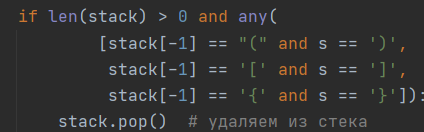 if len(stack) > 0 and any(
[stack[-1] == "(" and s == ')',
stack[-1] == '[' and s == ']',
stack[-1] == '{' and s == '}']):
stack.pop()  # удаляем из стека